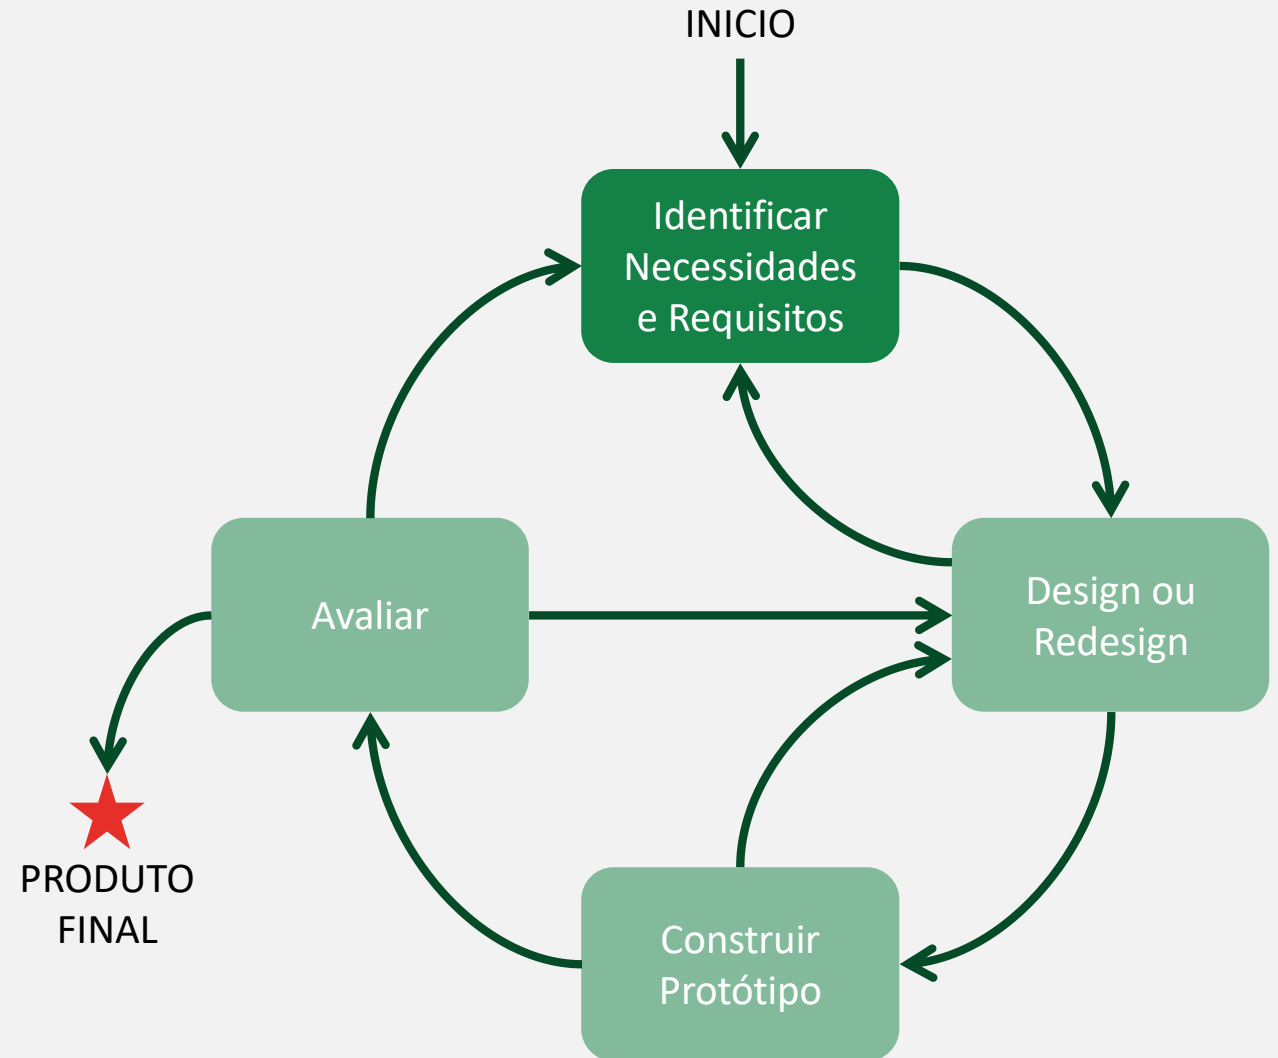 INICIO
Identificar
Necessidades
e Requisitos
Avaliar
Design ou
Redesign
PRODUTO
FINAL
Construir
Protótipo